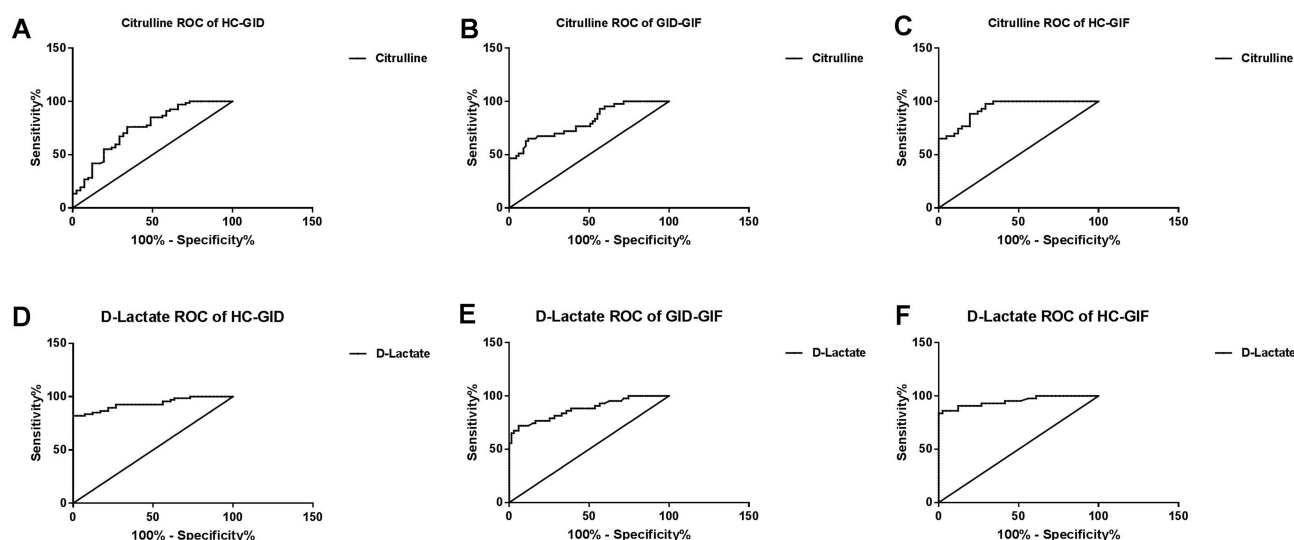 A
Citrulline ROC of HC-GID
150
100
50
0
Sensitivity%
0
50
100
150
100% - Specificity%
Citrulline
B
Citrulline ROC of GID-GIF
150
100
50
0
Sensitivity%
0
50
100
150
100% - Specificity%
Citrulline
C
Citrulline ROC of HC-GIF
150
100
50
0
Sensitivity%
0
50
100
150
100% - Specificity%
Citrulline
D
D-Lactate ROC of HC-GID
150
100
50
0
Sensitivity%
0
50
100
150
100% - Specificity%
D-Lactate
E
D-Lactate ROC of GID-GIF
150
100
50
0
Sensitivity%
0
50
100
150
100% - Specificity%
D-Lactate
F
D-Lactate ROC of HC-GIF
150
100
50
0
Sensitivity%
0
50
100
150
100% - Specificity%
D-Lactate